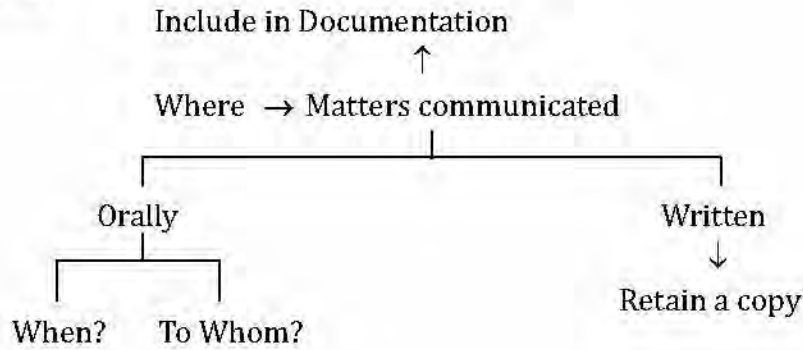 Include in Documentation
↑
Where → Matters communicated
Orally Written
↓
Retain a copy
When? To Whom?